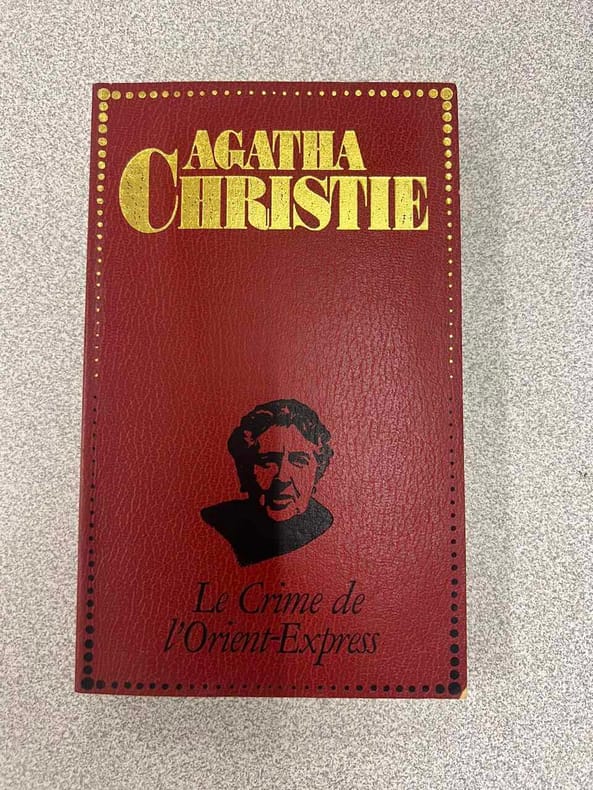 AGATHA
CHRISTIE
Le Crime de
l'Orient-Express